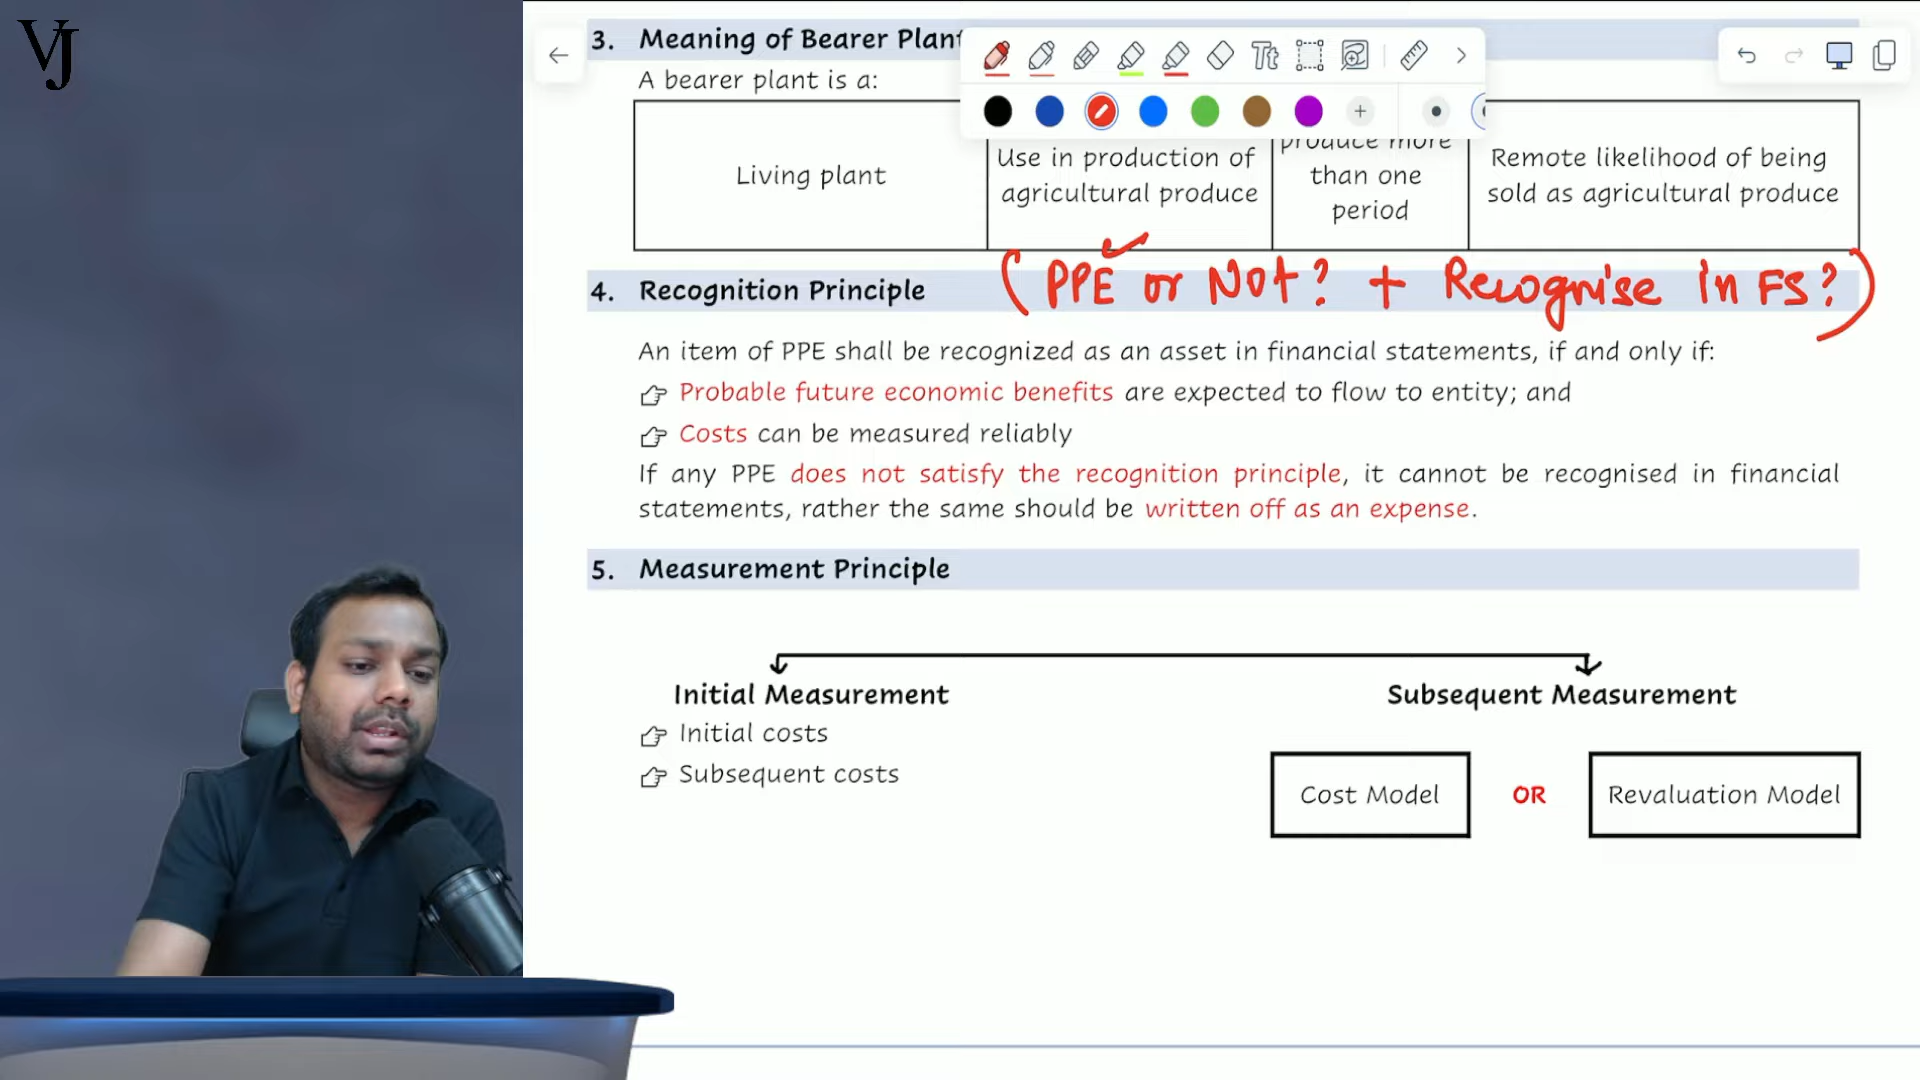 VJ
3. Meaning of Bearer Plant
A bearer plant is a:
Living plant
Use in production of
agricultural produce
produce more
than one
period
Remote likelihood of being
sold as agricultural produce
4. Recognition Principle
(PPE or Not? + Recognise in FS?)
An item of PPE shall be recognized as an asset in financial statements, if and only if:
Probable future economic benefits are expected to flow to entity; and
Costs can be measured reliably
If any PPE does not satisfy the recognition principle, it cannot be recognised in financial
statements, rather the same should be written off as an expense.
5. Measurement Principle
Initial Measurement
Initial costs
Subsequent costs
Subsequent Measurement
Cost Model
OR
Revaluation Model